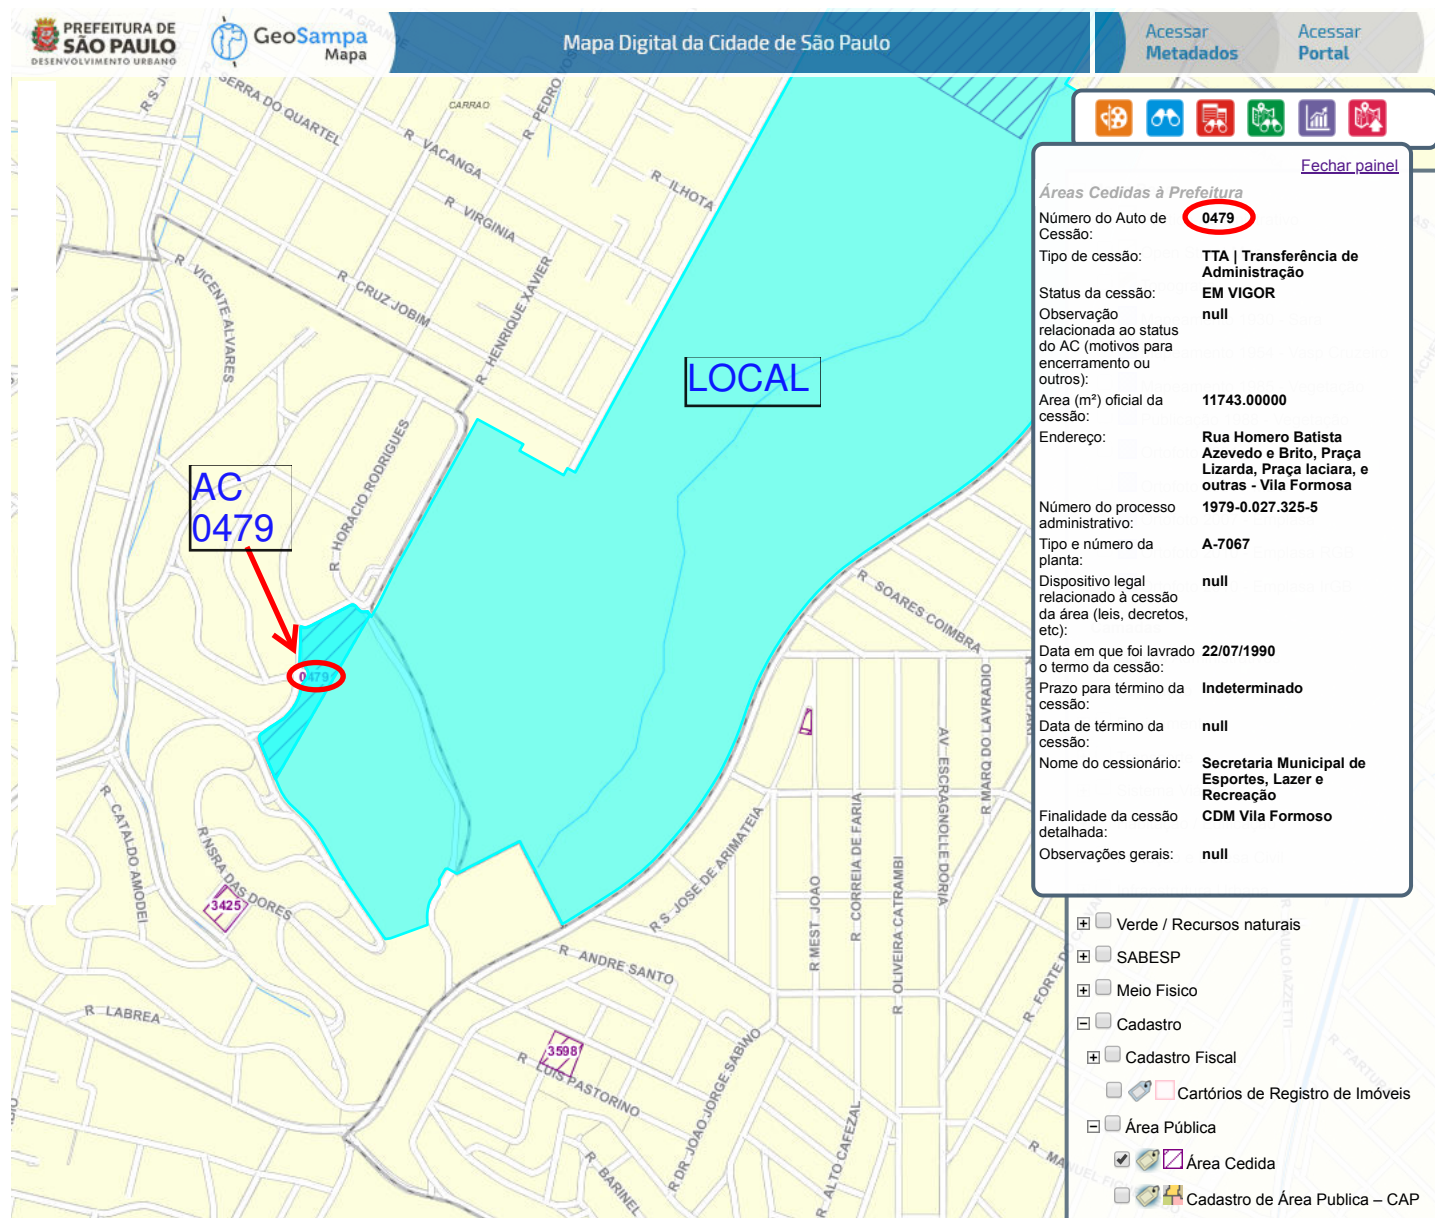 PREFEITURA DE
SÃO PAULO
DESENVOLVIMENTO URBANO
GeoSampa
Mapa
Mapa Digital da Cidade de São Paulo
Acessar
Metadados
Acessar
Portal
Fechar painel
Áreas Cedidas à Prefeitura
Número do Auto de Cessão: 0479
Tipo de cessão: TTA | Transferência de Administração
Status da cessão: EM VIGOR
Observação relacionada ao status do AC (motivos para encerramento ou outros): null
Area (m²) oficial da cessão: 11743.00000
Endereço: Rua Homero Batista Azevedo e Brito, Praça Lizarda, Praça Iaciara, e outras - Vila Formosa
Número do processo administrativo: 1979-0.027.325-5
Tipo e número da planta: A-7067
Dispositivo legal relacionado à cessão da área (leis, decretos, etc): null
Data em que foi lavrado o termo da cessão: 22/07/1990
Prazo para término da cessão: Indeterminado
Data de término da cessão: null
Nome do cessionário: Secretaria Municipal de Esportes, Lazer e Recreação
Finalidade da cessão detalhada: CDM Vila Formoso
Observações gerais: null
Verde / Recursos naturais
SABESP
Meio Fisico
Cadastro
Cadastro Fiscal
Cartórios de Registro de Imóveis
Área Pública
Área Cedida
Cadastro de Área Publica – CAP
CARRAO
SERRA DO QUARTEL
R VACANGA
R PEDRO
R ILHOTA
R VIRGINIA
R VICENTE ALVARES
R CRUZ JOBIM
R HENRIQUE XAVIER
LOCAL
R HORACIO RODRIGUES
AC
0479
0479
R SOARES COIMBRA
R MARQ DO LAVRADIO
AV ESCRAGNOLLE DORIA
R CATALDO AMODEI
R NSRA DAS DORES
3425
R S JOSE DE ARIMATEIA
R MEST JOAO
R CORREIA DE FARIA
R OLIVEIRA CATRAMBI
R ANDRE SANTO
R FORTE D
R LABREA
3598
R LUIS PASTORINO
R DR JOAO JORGE SABINO
R BARINEL
R ALTO CAFEZAL